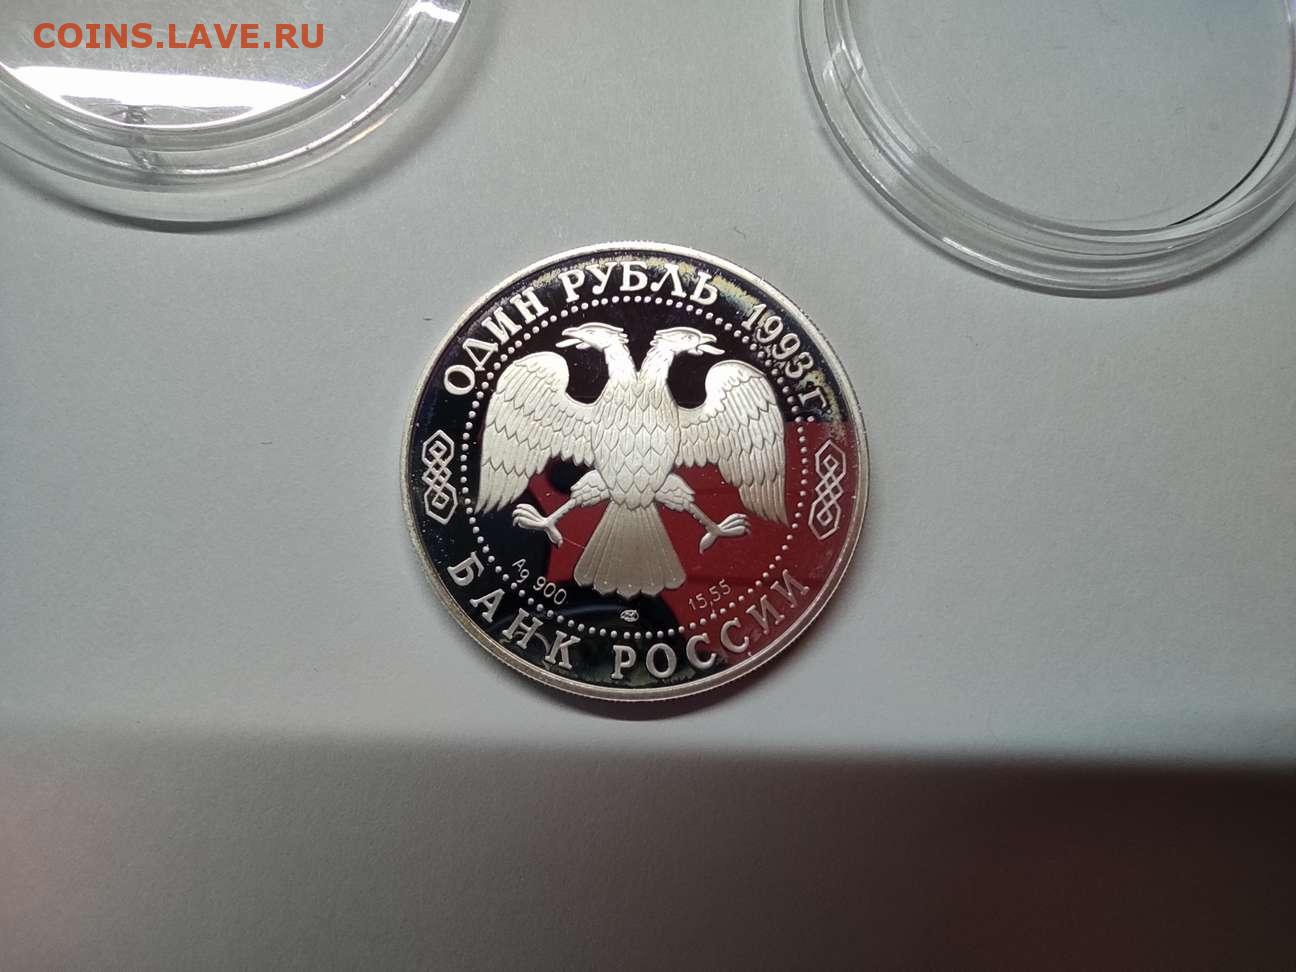 COINS.LAVE.RU
ОДИН РУБЛЬ 1993 г.
Ag 900
15,55
БАНК РОССИИ